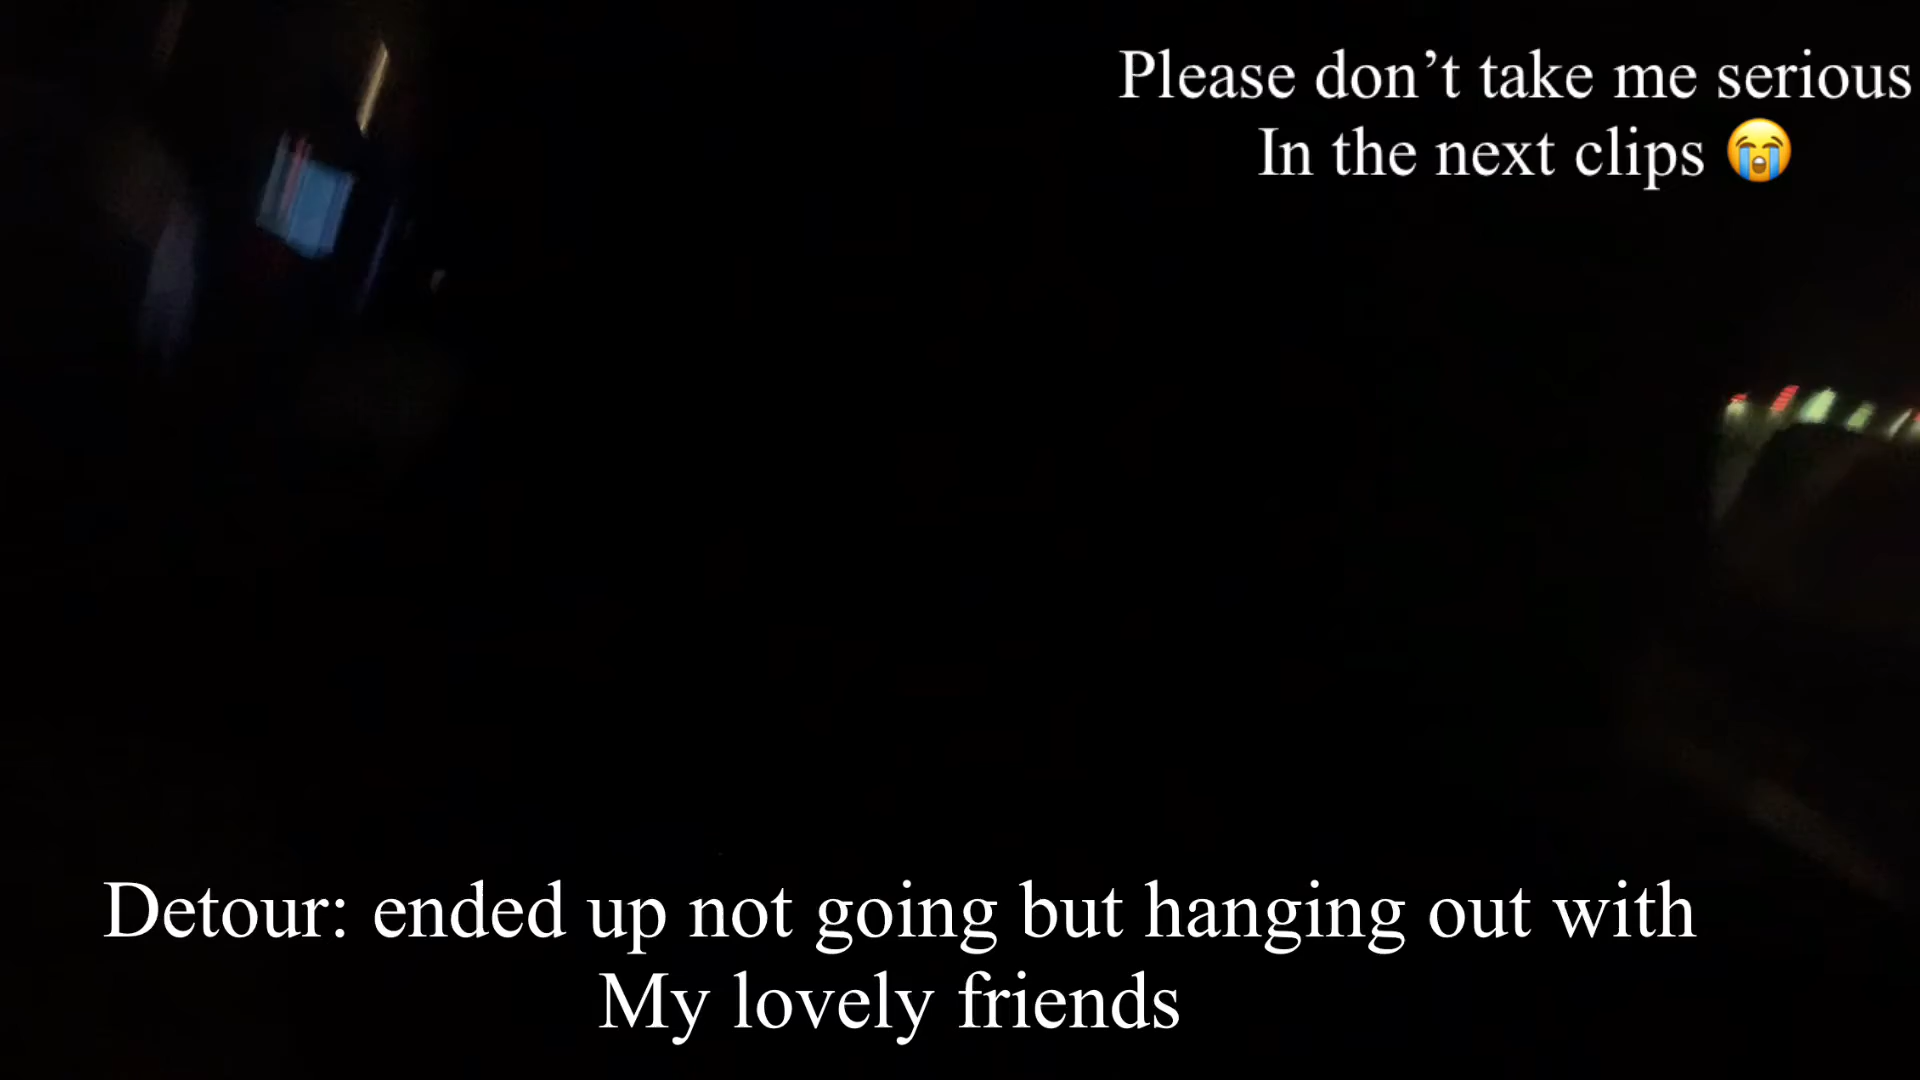 Please don’t take me serious
In the next clips 😭
Detour: ended up not going but hanging out with
My lovely friends